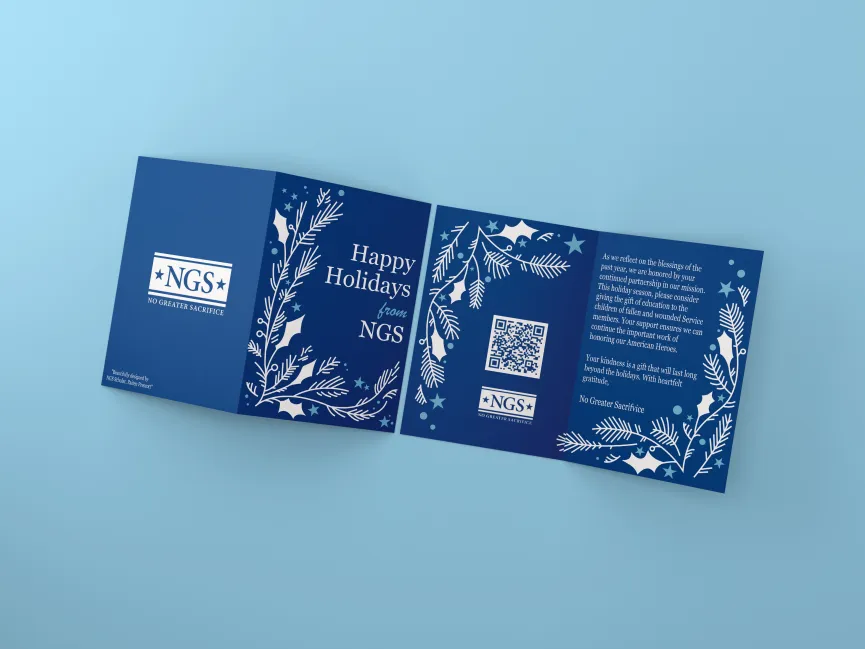 NGS
NO GREATER SACRIFICE
"Beautifully designed by
Happy
Holidays
from
NGS
NGS
NO GREATER SACRIFICE
As we reflect on the blessings of the
past year, we are honored by your
continued partnership in our mission.
This holiday season, please consider
giving the gift of education to the
children of fallen and wounded Service
members. Your support ensures we can
continue the important work of
honoring our American Heroes.
Your kindness is a gift that will last long
beyond the holidays. With heartfelt
gratitude,
No Greater Sacrifvice